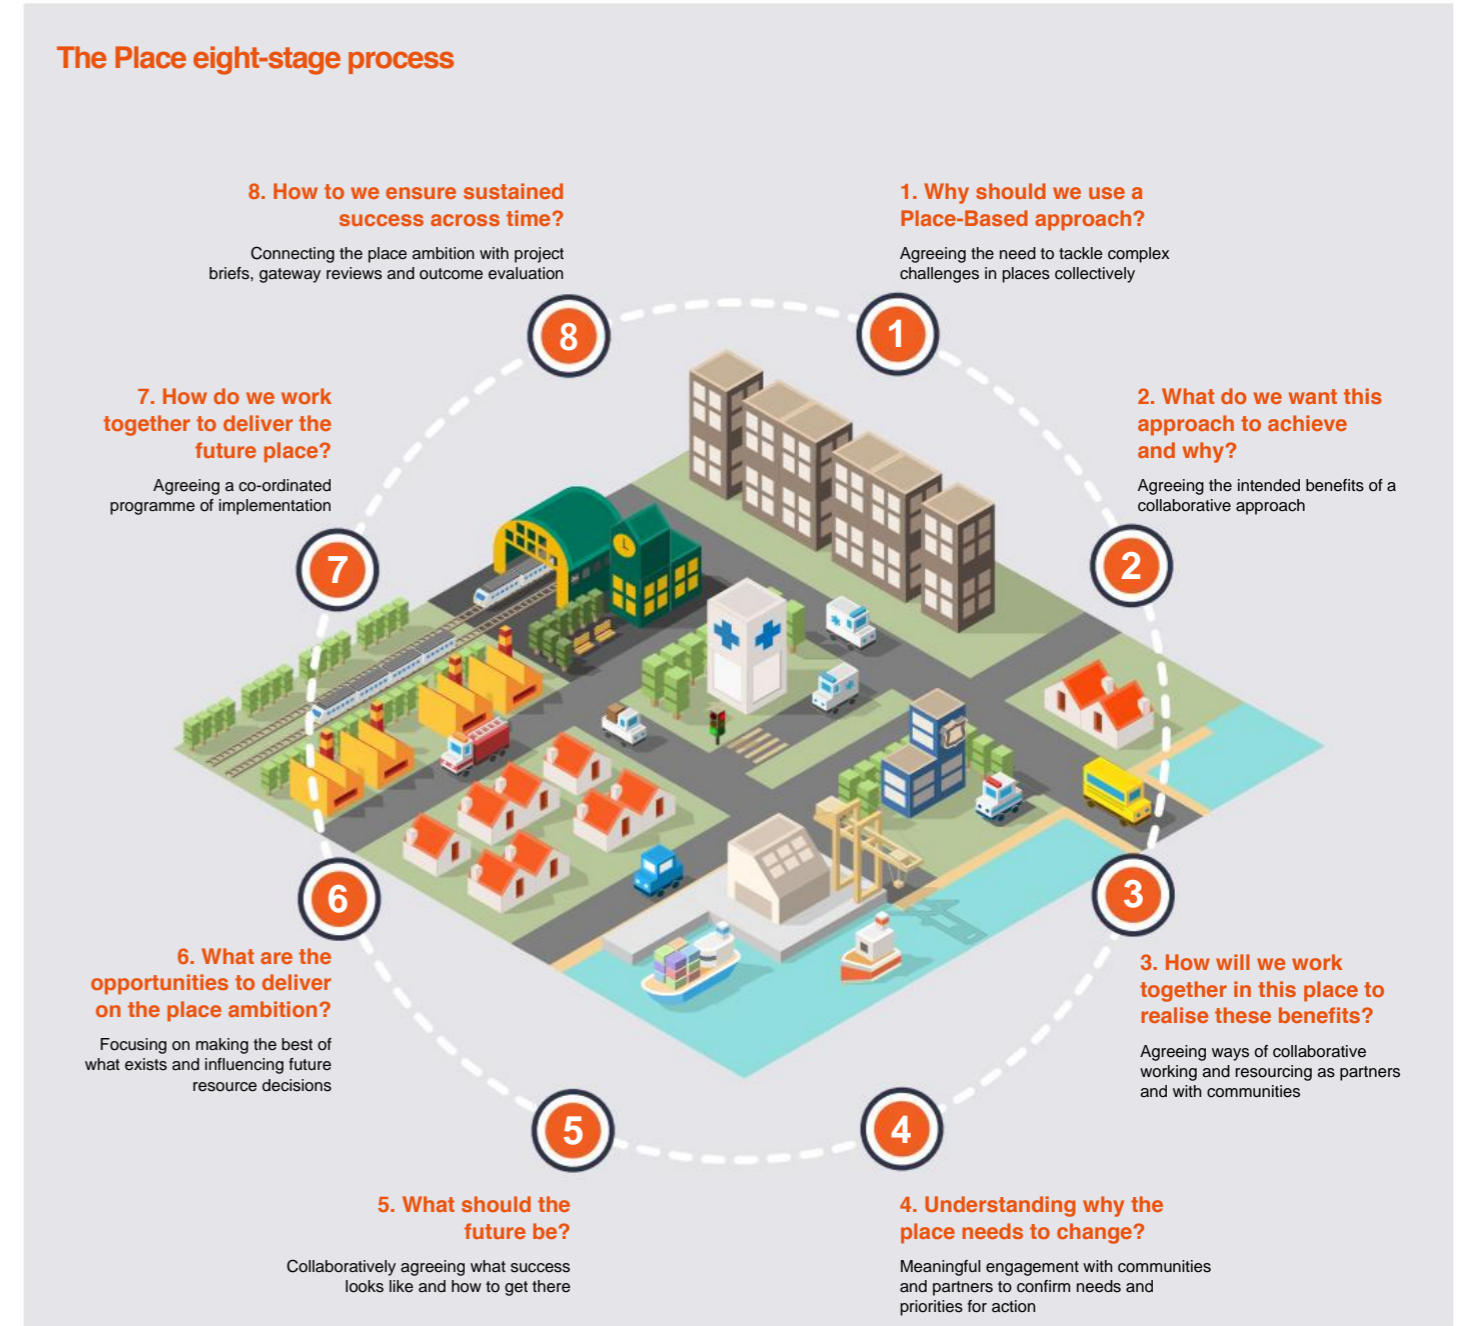 The Place eight-stage process
8. How to we ensure sustained
success across time?
Connecting the place ambition with project
briefs, gateway reviews and outcome evaluation
1. Why should we use a
Place-Based approach?
Agreeing the need to tackle complex
challenges in places collectively
8
1
7. How do we work
together to deliver the
future place?
Agreeing a co-ordinated
programme of implementation
2. What do we want this
approach to achieve
and why?
Agreeing the intended benefits of a
collaborative approach
7
2
6
3
6. What are the
opportunities to deliver
on the place ambition?
Focusing on making the best of
what exists and influencing future
resource decisions
3. How will we work
together in this place to
realise these benefits?
Agreeing ways of collaborative
working and resourcing as partners
and with communities
5
4
5. What should the
future be?
Collaboratively agreeing what success
looks like and how to get there
4. Understanding why the
place needs to change?
Meaningful engagement with communities
and partners to confirm needs and
priorities for action